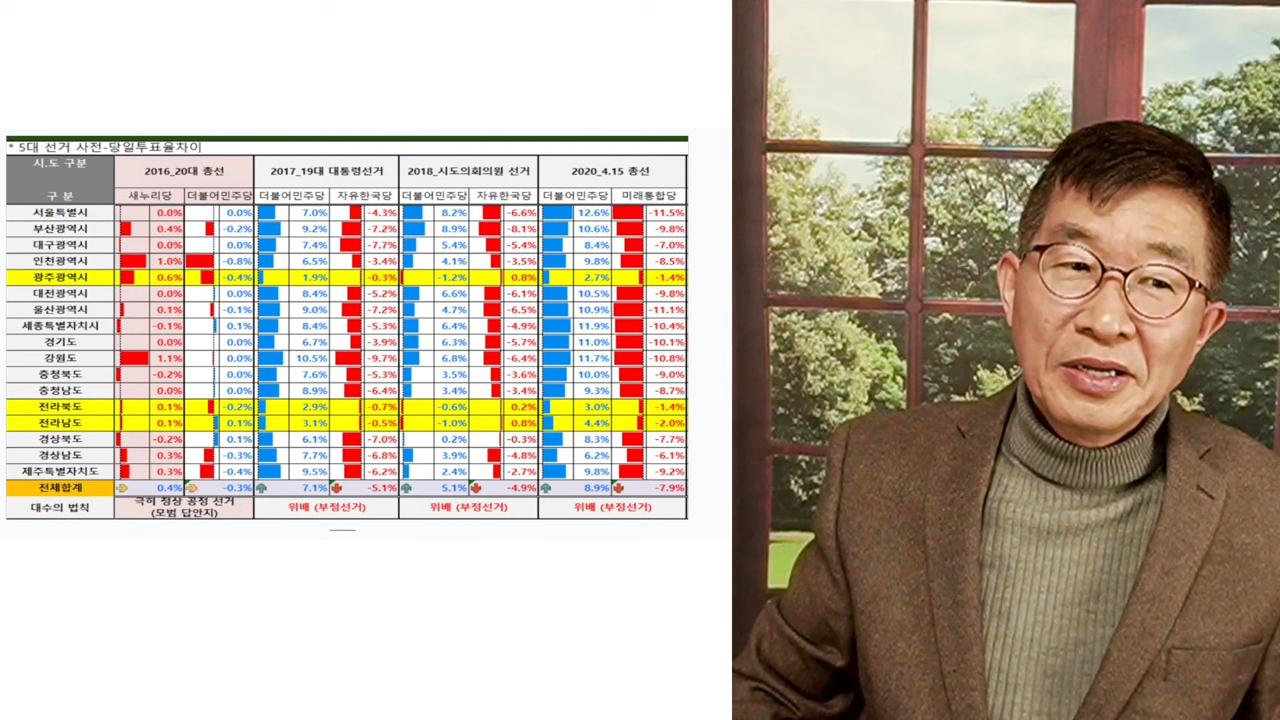 * 5대 선거 사전-당일투표율차이
시.도 구분 2016_20대 총선 2017_19대 대통령선거 2018_시도의회의원 선거 2020_4.15 총선
구 분 새누리당 더불어민주당 더불어민주당 자유한국당 더불어민주당 자유한국당 더불어민주당 미래통합당
서울특별시 0.0% 0.0% 7.0% -4.3% 8.2% -6.6% 12.6% -11.5%
부산광역시 0.4% -0.2% 9.2% -7.2% 8.9% -8.1% 10.6% -9.8%
대구광역시 0.0% 0.0% 7.4% -7.7% 5.4% -5.4% 8.4% -7.0%
인천광역시 1.0% -0.8% 6.5% -3.4% 4.1% -3.5% 9.8% -8.5%
광주광역시 0.6% -0.4% 1.9% -0.3% -1.2% 0.8% 2.7% -1.4%
대전광역시 0.0% 0.0% 8.4% -5.2% 6.6% -6.1% 10.5% -9.8%
울산광역시 0.1% -0.1% 9.0% -7.2% 4.7% -6.5% 10.9% -11.1%
세종특별자치시 -0.1% 0.1% 8.4% -5.3% 6.4% -4.9% 11.9% -10.4%
경기도 0.0% 0.0% 6.7% -3.9% 6.3% -5.7% 11.0% -10.1%
강원도 1.1% 0.0% 10.5% -9.7% 6.8% -6.4% 11.7% -10.8%
충청북도 -0.2% 0.0% 7.6% -5.3% 3.5% -3.6% 10.0% -9.0%
충청남도 0.0% 0.0% 8.9% -6.4% 3.4% -3.4% 9.3% -8.7%
전라북도 0.1% -0.2% 2.9% -0.7% -0.6% 0.2% 3.0% -1.4%
전라남도 0.1% 0.1% 3.1% -0.5% -1.0% 0.8% 4.4% -2.0%
경상북도 -0.2% 0.1% 6.1% -7.0% 0.2% -0.3% 8.3% -7.7%
경상남도 0.3% -0.3% 7.7% -6.8% 3.9% -4.8% 6.2% -6.1%
제주특별자치도 0.3% -0.4% 9.5% -6.2% 2.4% -2.7% 9.8% -9.2%
전체합계 0.4% -0.3% 7.1% -5.1% 5.1% -4.9% 8.9% -7.9%
대수의 법칙 극히 정상 공정 선거 위배 (부정선거) 위배 (부정선거) 위배 (부정선거)
(모범 답안지)